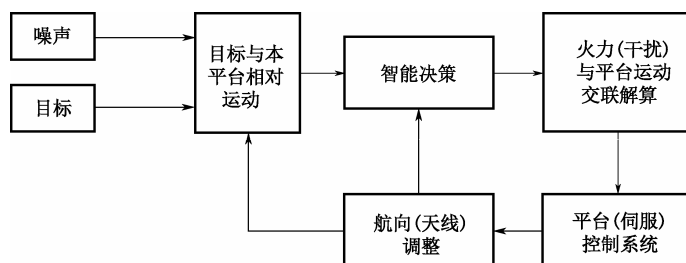 噪声
目标
目标与本
平台相对
运动
智能决策
火力(干扰)
与平台运动
交联解算
航向(天线)
调整
平台(伺服)
控制系统